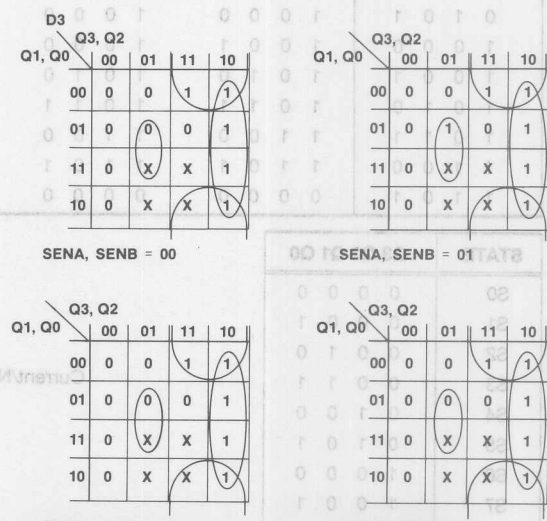 D3
Q3, Q2
Q1, Q0 00 01 11 10
00 0 0 1 1
01 0 0 0 1
11 0 X X 1
10 0 X X 1
SENA, SENB = 00
Q3, Q2
Q1, Q0 00 01 11 10
00 0 0 1 1
01 0 1 0 1
11 0 X X 1
10 0 X X 1
SENA, SENB = 01
Q3, Q2
Q1, Q0 00 01 11 10
00 0 0 1 1
01 0 0 0 1
11 0 X X 1
10 0 X X 1
Q3, Q2
Q1, Q0 00 01 11 10
00 0 0 1 1
01 0 0 0 1
11 0 X X 1
10 0 X X 1